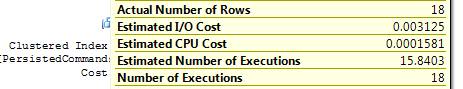 Actual Number of Rows 18
Estimated I/O Cost 0.003125
Estimated CPU Cost 0.0001581
Clustered Index
Estimated Number of Executions 15.8403
[PersistedCommand
Number of Executions 18
Cost